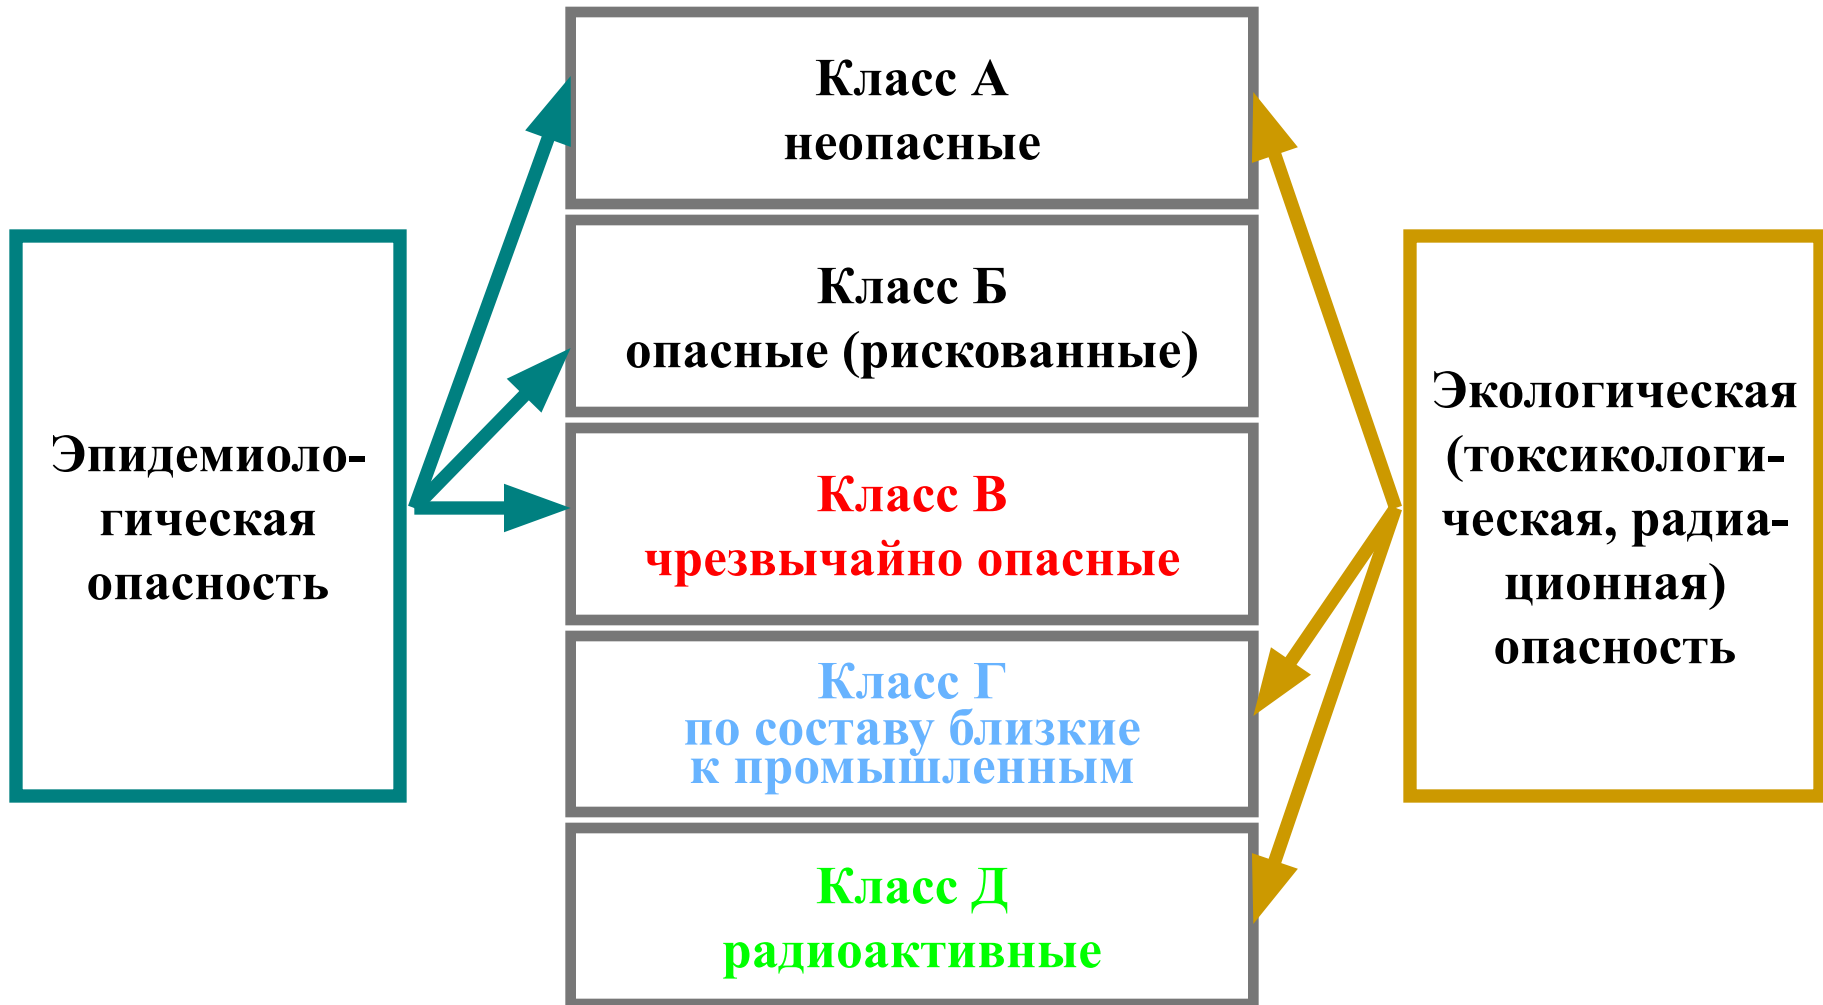 Класс А
неопасные
Класс Б
опасные (рискованные)
Класс В
чрезвычайно опасные
Класс Г
по составу близкие
к промышленным
Класс Д
радиоактивные
Эпидемиоло-
гическая
опасность
Экологическая
(токсикологи-
ческая, радиа-
ционная)
опасность